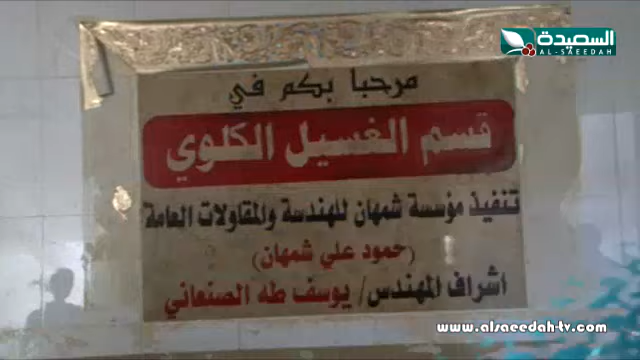 السعيدة
AL-SAEEDAH
مرحبا بكم في
قسم الغسيل الكلوي
تنفيذ مؤسسة شمهان للهندسة والمقاولات العامة
(حمود علي شمهان)
اشراف المهندس/ يوسف طه الصنعاني
www.alsaeedah-tv.com